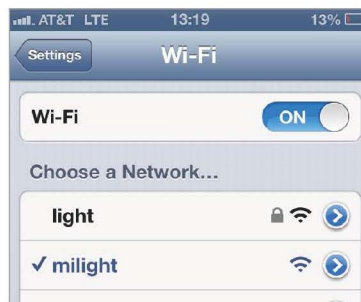 AT&T LTE 13:19 13%
Settings Wi-Fi
Wi-Fi ON
Choose a Network...
light
✓ milight